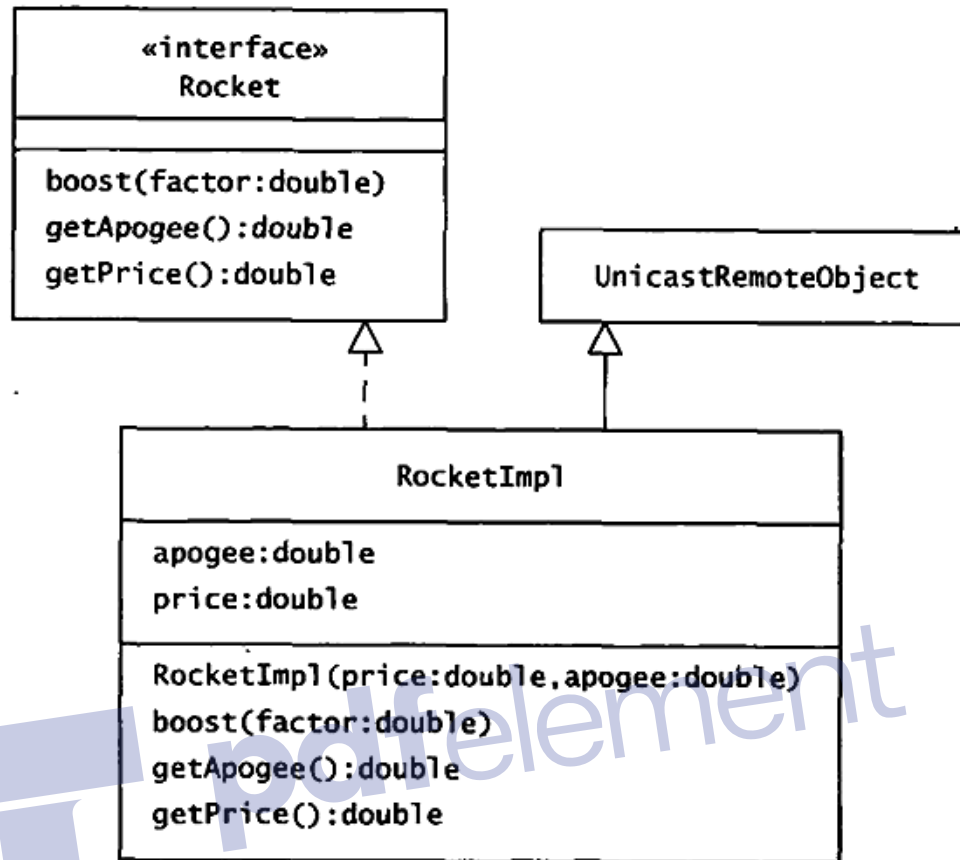 «interface»
Rocket
boost(factor:double)
getApogee():double
getPrice():double
UnicastRemoteObject
RocketImpl
apogee:double
price:double
RocketImpl(price:double,apogee:double)
boost(factor:double)
getApogee():double
getPrice():double
pdfelement